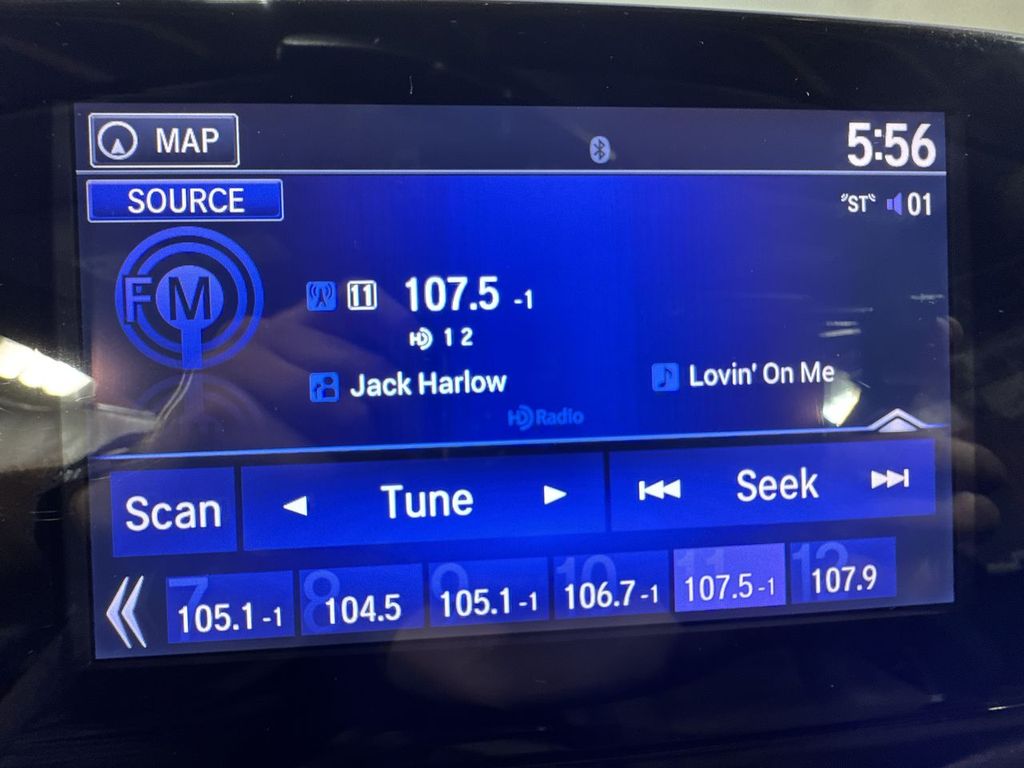 MAP
5:56
SOURCE
ST 01
FM
11 107.5 -1
HD 1 2
Jack Harlow
Lovin' On Me
HD Radio
Scan
Tune
Seek
7 105.1-1
8 104.5
9 105.1-1
10 106.7-1
11 107.5-1
12 107.9